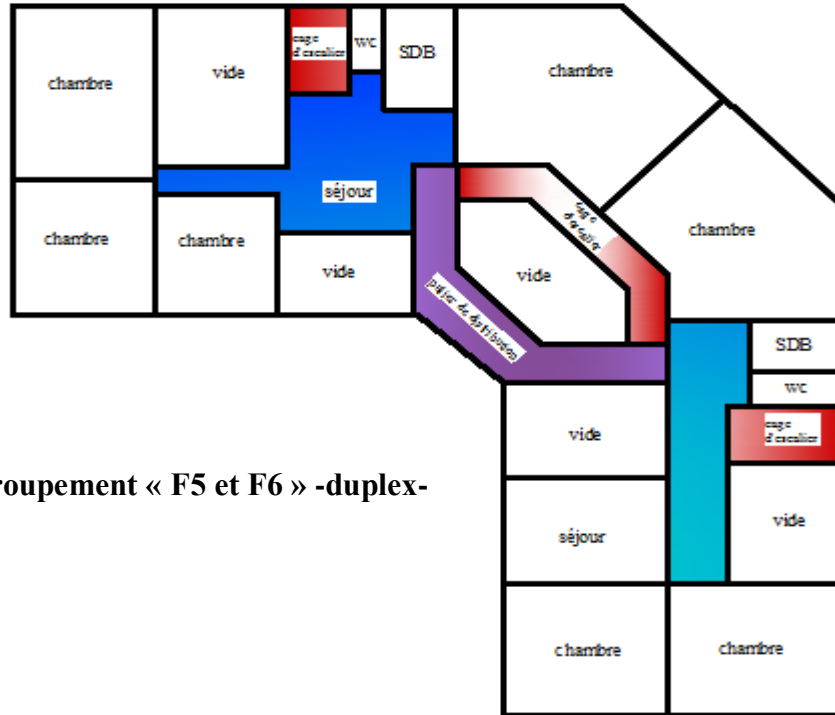 cage
d'escalier
wc
SDB
vide
chambre
chambre
séjour
cage
d'escalier
chambre
chambre
chambre
vide
vide
palier de distribution
SDB
wc
cage
d'escalier
vide
roupement « F5 et F6 » -duplex-
séjour
vide
chambre
chambre